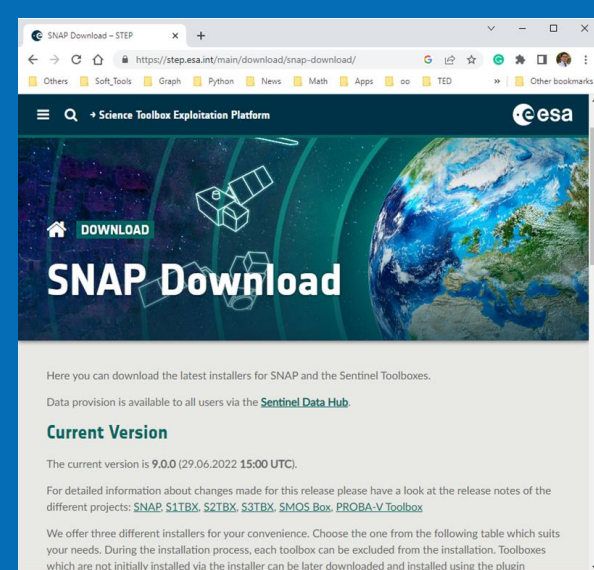 SNAP Download – STEP
https://step.esa.int/main/download/snap-download/
Others Soft_Tools Graph Python News Math Apps oo TED » Other bookmarks
→ Science Toolbox Exploitation Platform
esa
DOWNLOAD
SNAP Download
Here you can download the latest installers for SNAP and the Sentinel Toolboxes.
Data provision is available to all users via the Sentinel Data Hub.
Current Version
The current version is 9.0.0 (29.06.2022 15:00 UTC).
For detailed information about changes made for this release please have a look at the release notes of the
different projects: SNAP, S1TBX, S2TBX, S3TBX, SMOS Box, PROBA-V Toolbox
We offer three different installers for your convenience. Choose the one from the following table which suits
your needs. During the installation process, each toolbox can be excluded from the installation. Toolboxes
which are not initially installed via the installer can be later downloaded and installed using the plugin